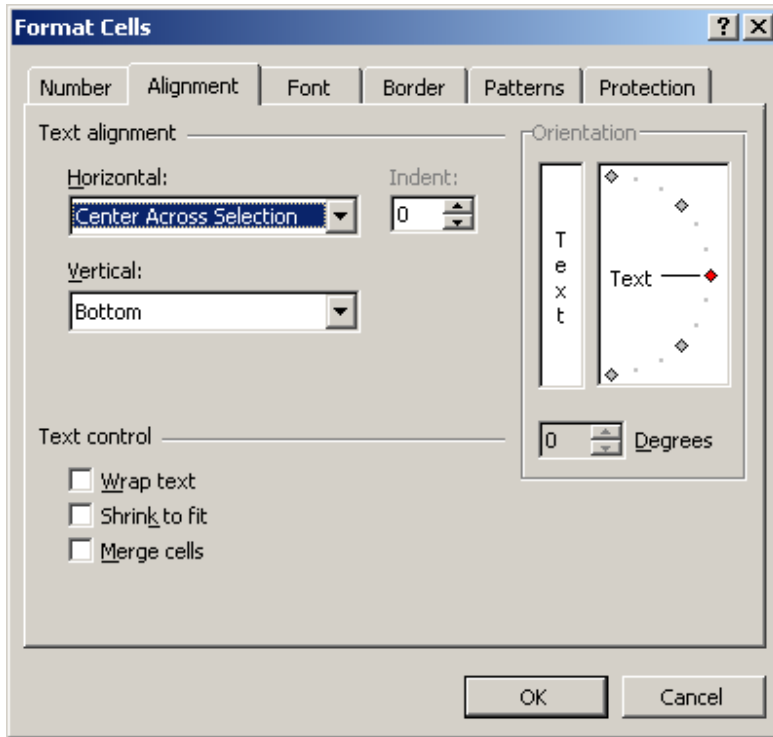 Format Cells
Number Alignment Font Border Patterns Protection
Text alignment
Horizontal:
Center Across Selection
Indent:
0
Vertical:
Bottom
Text control
Wrap text
Shrink to fit
Merge cells
Orientation
Text
Text
0 Degrees
OK Cancel